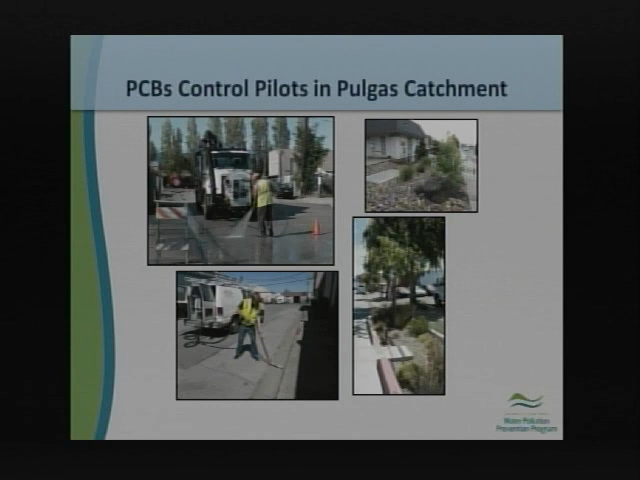 PCBs Control Pilots in Pulgas Catchment
Water Pollution
Prevention Program